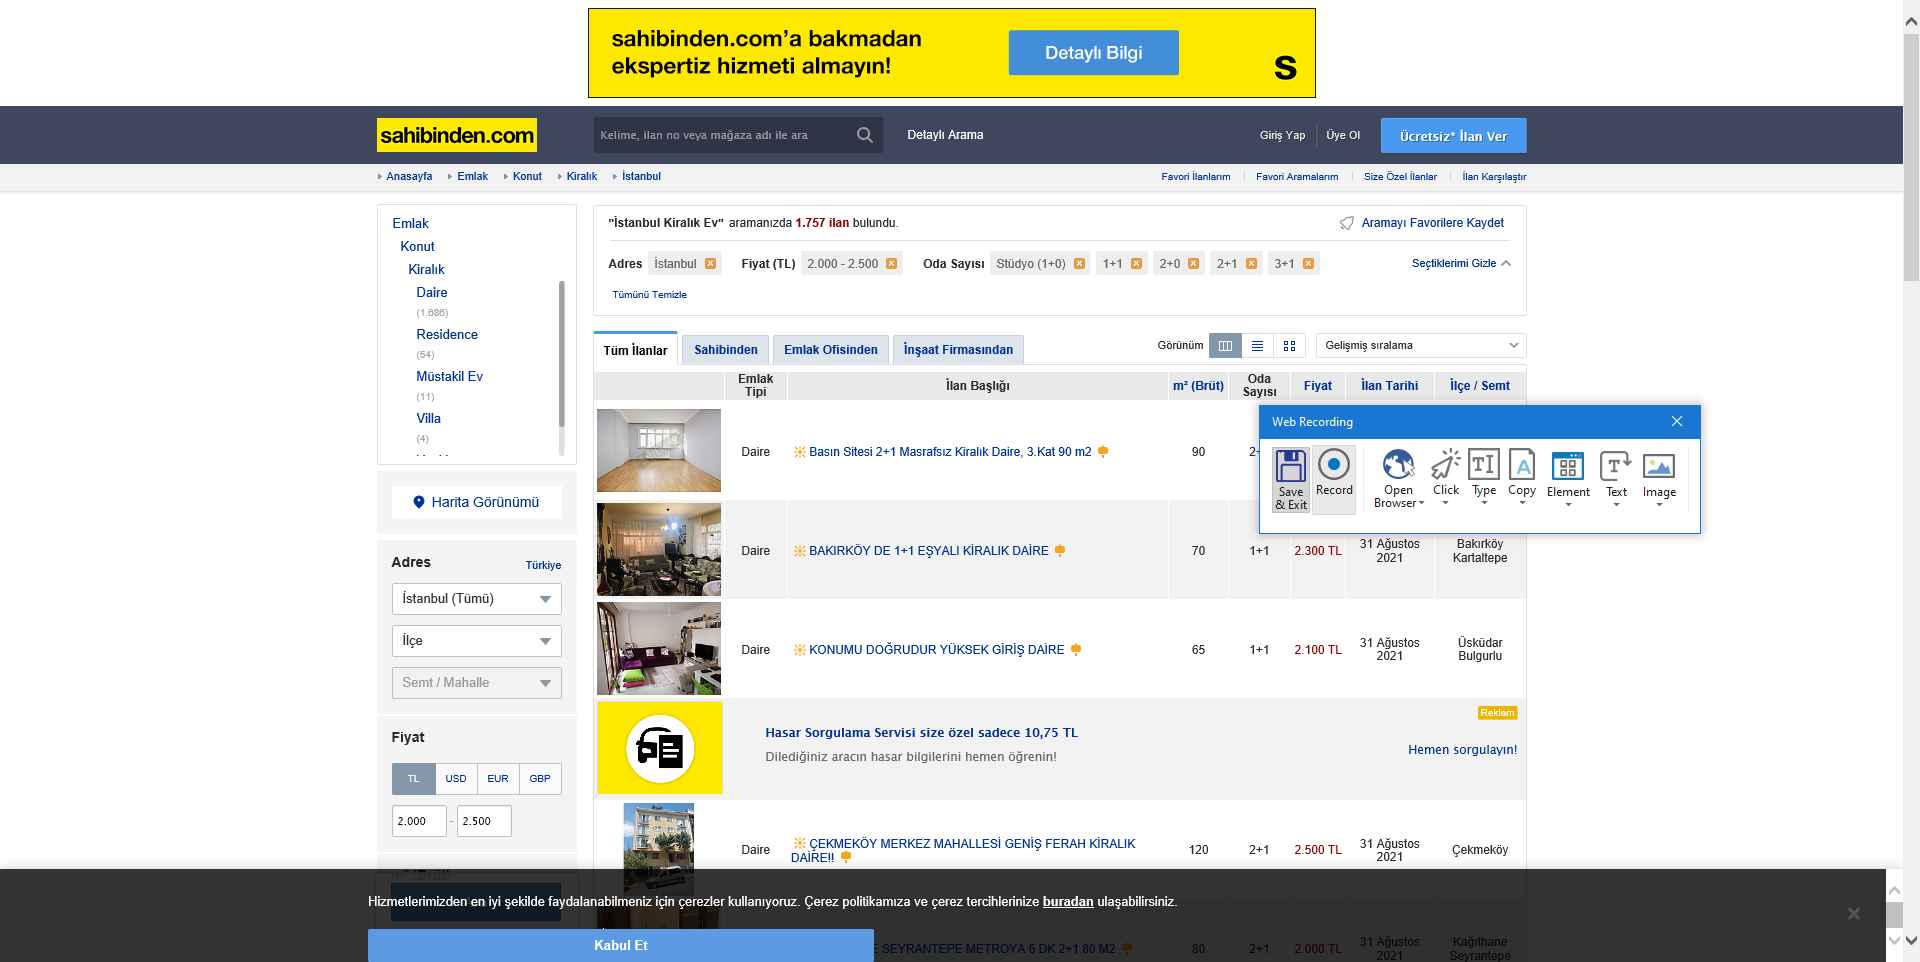 sahibinden.com'a bakmadan
ekspertiz hizmeti almayın!
Detaylı Bilgi
s
sahibinden.com
Kelime, ilan no veya mağaza adı ile ara
Detaylı Arama
Giriş Yap
Üye Ol
Ücretsiz* İlan Ver
Anasayfa
Emlak
Konut
Kiralık
İstanbul
Favori İlanlarım
Favori Aramalarım
Size Özel İlanlar
İlan Karşılaştır
Emlak
Konut
Kiralık
Daire
(1.686)
Residence
(54)
Müstakil Ev
(11)
Villa
(4)
Harita Görünümü
Adres
Türkiye
İstanbul (Tümü)
İlçe
Semt / Mahalle
Fiyat
TL USD EUR GBP
2.000 - 2.500
m² (Brüt)
"İstanbul Kiralık Ev" aramanızda 1.757 ilan bulundu.
Aramayı Favorilere Kaydet
Adres İstanbul Fiyat (TL) 2.000 - 2.500 Oda Sayısı Stüdyo (1+0) 1+1 2+0 2+1 3+1
Seçtiklerimi Gizle
Tümünü Temizle
Tüm İlanlar
Sahibinden
Emlak Ofisinden
İnşaat Firmasından
Görünüm
Gelişmiş sıralama
Emlak Tipi
İlan Başlığı
m² (Brüt)
Oda Sayısı
Fiyat
İlan Tarihi
İlçe / Semt
Daire Basın Sitesi 2+1 Masrafsız Kiralık Daire, 3.Kat 90 m2 90
Web Recording
Save & Exit
Record
Open Browser
Click
Type
Copy
Element
Text
Image
Daire BAKIRKÖY DE 1+1 EŞYALI KİRALIK DAİRE 70 1+1 2.300 TL 31 Ağustos 2021 Bakırköy Kartaltepe
Daire KONUMU DOĞRUDUR YÜKSEK GİRİŞ DAİRE 65 1+1 2.100 TL 31 Ağustos 2021 Üsküdar Bulgurlu
Reklam
Hasar Sorgulama Servisi size özel sadece 10,75 TL
Dilediğiniz aracın hasar bilgilerini hemen öğrenin!
Hemen sorgulayın!
Daire ÇEKMEKÖY MERKEZ MAHALLESİ GENİŞ FERAH KİRALIK
DAİRE!! 120 2+1 2.500 TL 31 Ağustos 2021 Çekmeköy
Hizmetlerimizden en iyi şekilde faydalanabilmeniz için çerezler kullanıyoruz. Çerez politikamıza ve çerez tercihlerinize buradan ulaşabilirsiniz.
Kabul Et
SEYRANTEPE METROYA 6 DK 2+1 80 M2 80 2+1 2.000 TL 31 Ağustos 2021 Kağıthane Seyrantepe